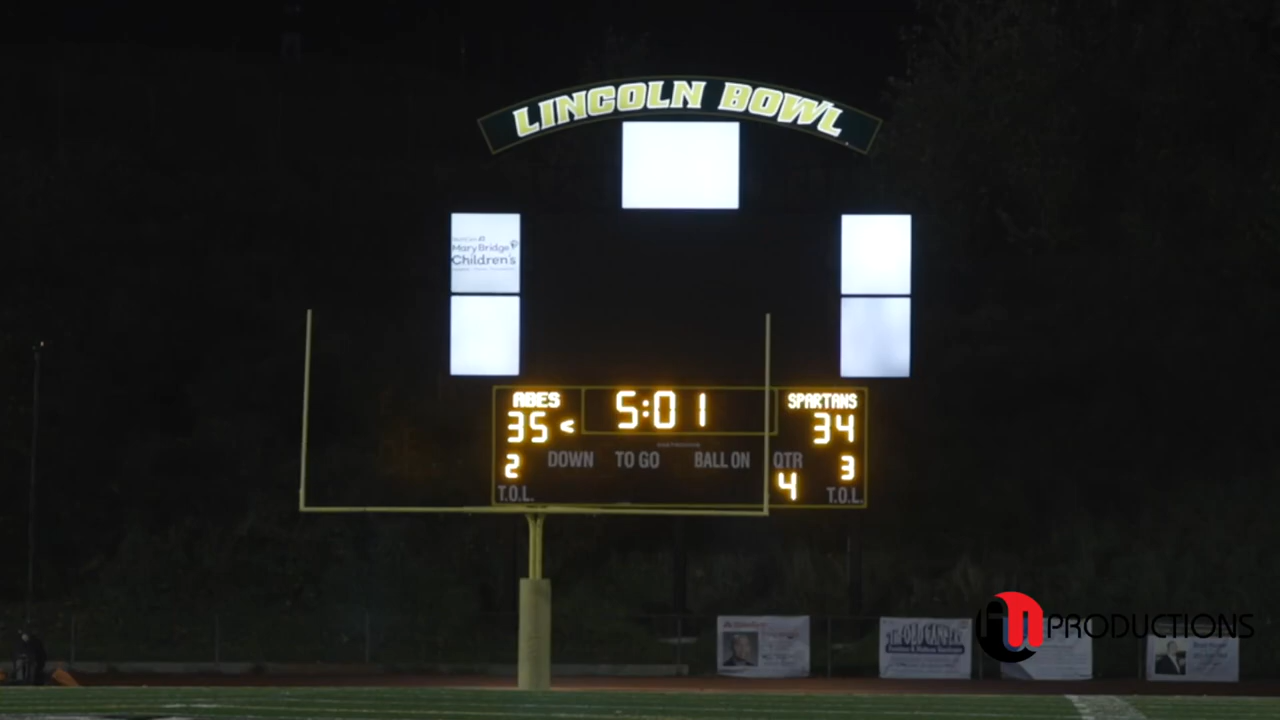 LINCOLN BOWL
Mary Bridge
Children's
ABES
5:01
SPARTANS
35 <
34
2
DOWN
TO GO
BALL ON
QTR
3
4
T.O.L.
T.O.L.
PRODUCTIONS